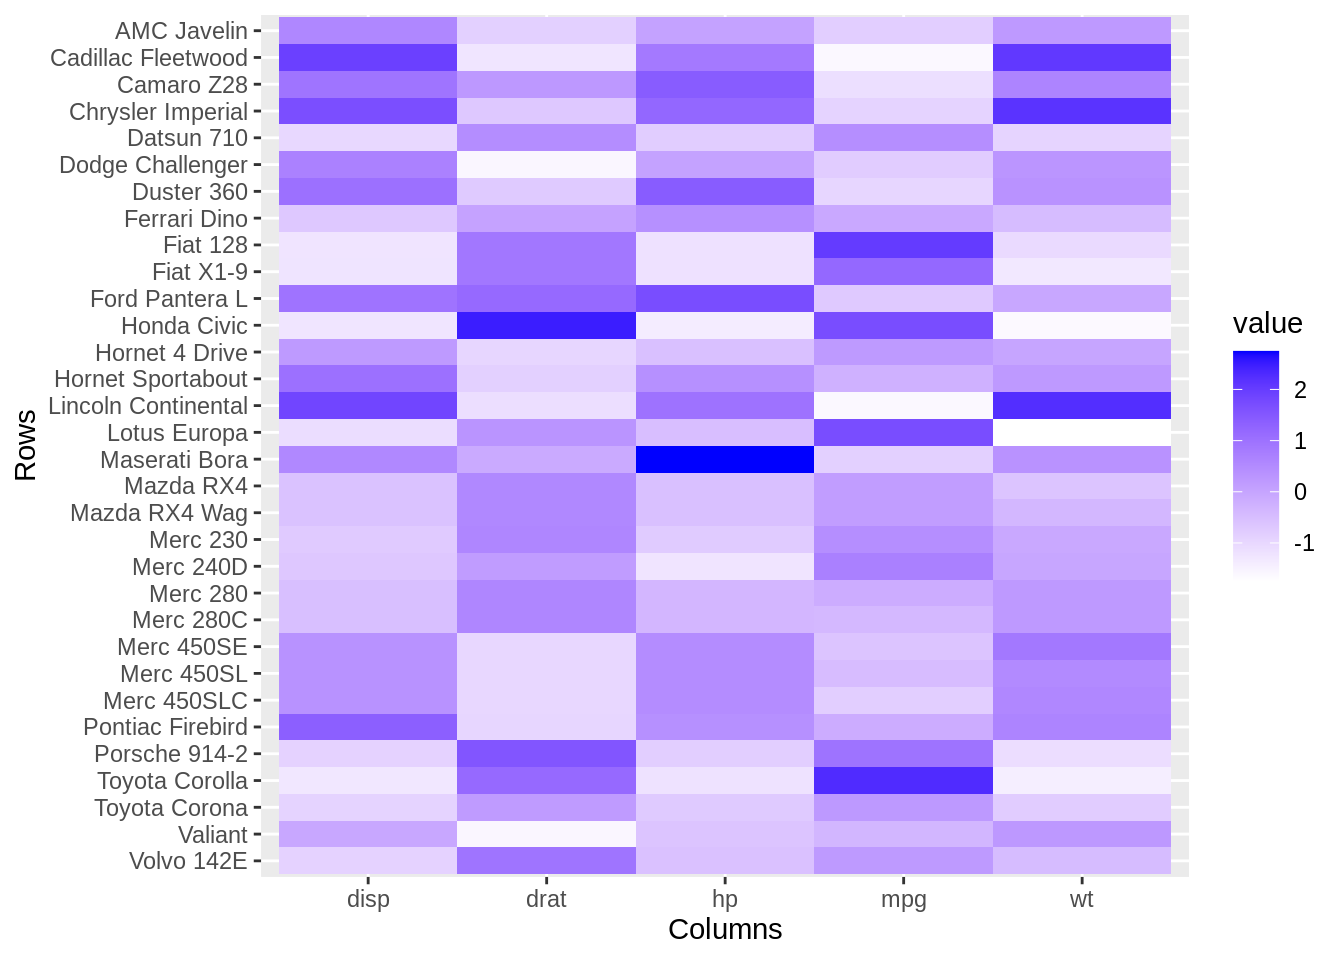 AMC Javelin
Cadillac Fleetwood
Camaro Z28
Chrysler Imperial
Datsun 710
Dodge Challenger
Duster 360
Ferrari Dino
Fiat 128
Fiat X1-9
Ford Pantera L
Honda Civic
Hornet 4 Drive
Hornet Sportabout
Lincoln Continental
Lotus Europa
Maserati Bora
Mazda RX4
Mazda RX4 Wag
Merc 230
Merc 240D
Merc 280
Merc 280C
Merc 450SE
Merc 450SL
Merc 450SLC
Pontiac Firebird
Porsche 914-2
Toyota Corolla
Toyota Corona
Valiant
Volvo 142E
Rows
disp drat hp mpg wt
Columns
value
2
1
0
-1